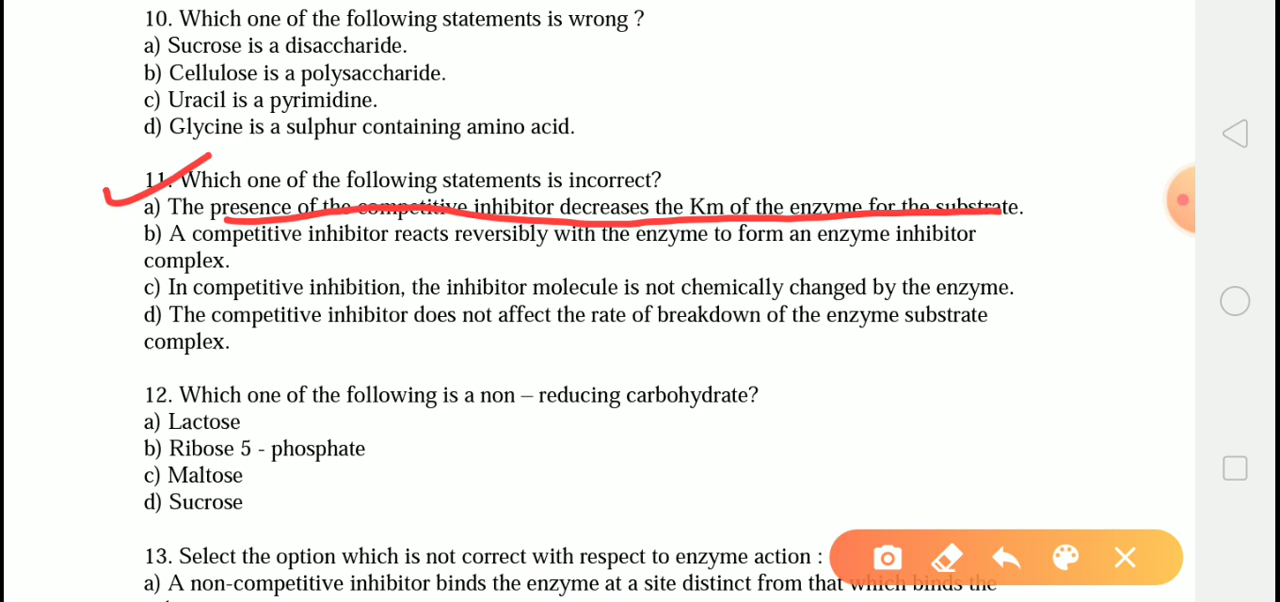 10. Which one of the following statements is wrong ?
a) Sucrose is a disaccharide.
b) Cellulose is a polysaccharide.
c) Uracil is a pyrimidine.
d) Glycine is a sulphur containing amino acid.
11. Which one of the following statements is incorrect?
a) The presence of the competitive inhibitor decreases the Km of the enzyme for the substrate.
b) A competitive inhibitor reacts reversibly with the enzyme to form an enzyme inhibitor
complex.
c) In competitive inhibition, the inhibitor molecule is not chemically changed by the enzyme.
d) The competitive inhibitor does not affect the rate of breakdown of the enzyme substrate
complex.
12. Which one of the following is a non – reducing carbohydrate?
a) Lactose
b) Ribose 5 - phosphate
c) Maltose
d) Sucrose
13. Select the option which is not correct with respect to enzyme action :
a) A non-competitive inhibitor binds the enzyme at a site distinct from that which binds the